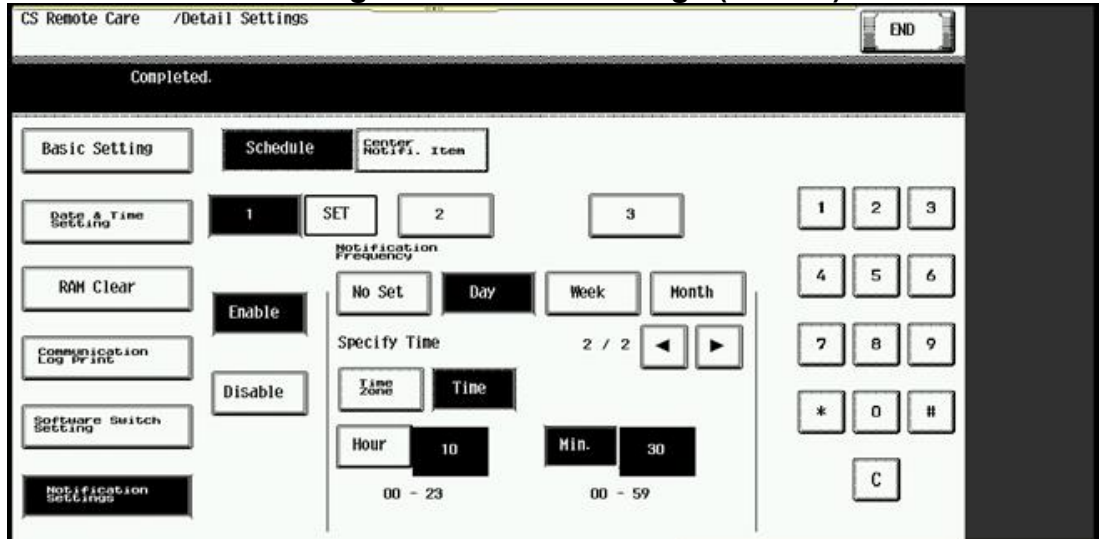 CS Remote Care /Detail Settings
END
Completed.
Basic Setting
Schedule
Center
Notifi. Item
Date & Time
Setting
1
SET
2
3
1 2 3
Notification
Frequency
RAM Clear
No Set
Day
Week
Month
4 5 6
Enable
Specify Time
2 / 2
◄ ►
7 8 9
Communication
Log Print
Disable
Time
Zone
Time
* 0 #
Software Switch
Setting
Hour
10
Min.
30
C
Notification
Settings
00 - 23
00 - 59